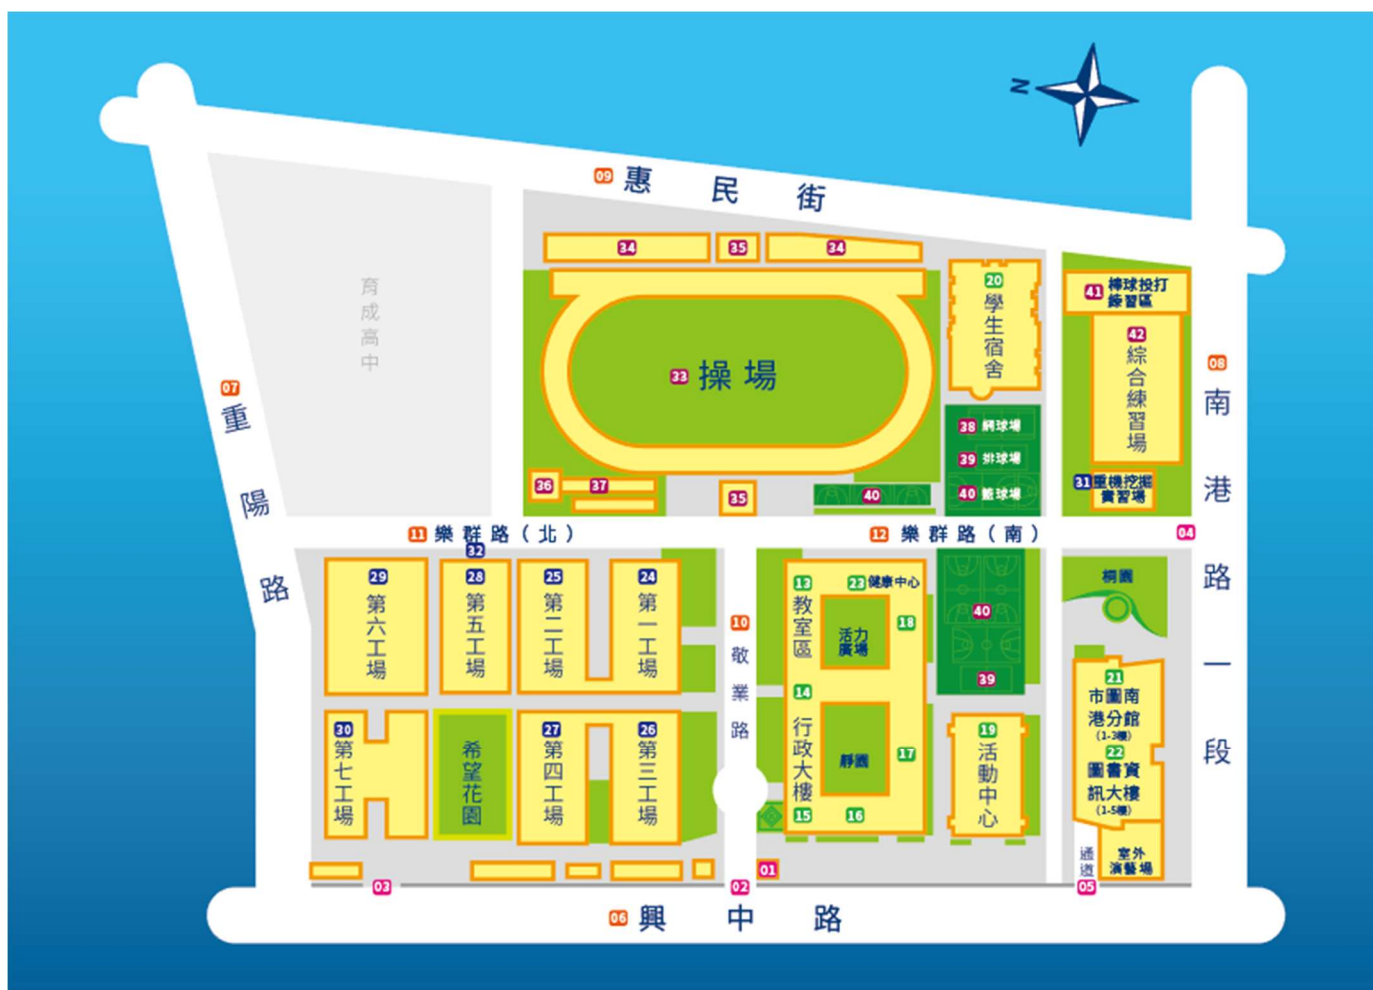 N
09 惠民街
34
35
34
育成高中
20 學生宿舍
41 棒球投打
練習區
42 綜合練習場
07 重陽路
33 操場
08 南港路一段
38 網球場
39 排球場
40 籃球場
36
37
35
40
31 重機挖掘
實習場
11 樂群路(北)
12 樂群路(南)
04
32
29 第六工場
28 第五工場
25 第二工場
24 第一工場
10 敬業路
13 教室區
23 健康中心
活力
廣場
18
40
39
桐園
14 行政大樓
靜園
17
15
16
19 活動中心
21
市圖南
港分館
(1-3樓)
22
圖書資
訊大樓
(1-5樓)
30 第七工場
希望花園
27 第四工場
26 第三工場
通道
室外
演藝場
03
02
01
05
06 興中路